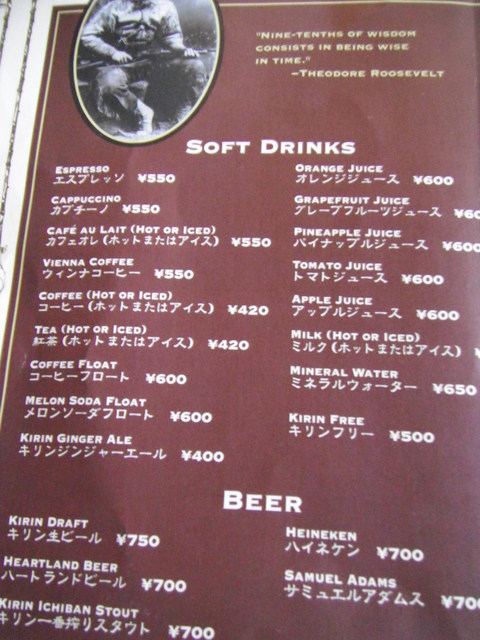 "Nine-tenths of wisdom
consists in being wise
in time."
–Theodore Roosevelt
Soft Drinks
Espresso
エスプレッソ ¥550
Cappuccino
カプチーノ ¥550
Café au Lait (Hot or Iced)
カフェオレ (ホットまたはアイス) ¥550
Vienna Coffee
ウィンナコーヒー ¥550
Coffee (Hot or Iced)
コーヒー (ホットまたはアイス) ¥420
Tea (Hot or Iced)
紅茶 (ホットまたはアイス) ¥420
Coffee Float
コーヒーフロート ¥600
Melon Soda Float
メロンソーダフロート ¥600
Kirin Ginger Ale
キリンジンジャーエール ¥400
Orange Juice
オレンジジュース ¥600
Grapefruit Juice
グレープフルーツジュース
Pineapple Juice
パイナップルジュース ¥600
Tomato Juice
トマトジュース ¥600
Apple Juice
アップルジュース ¥600
Milk (Hot or Iced)
ミルク (ホットまたはアイス)
Mineral Water
ミネラルウォーター ¥650
Kirin Free
キリンフリー ¥500
Beer
Kirin Draft
キリン生ビール ¥750
Heartland Beer
ハートランドビール ¥700
Kirin Ichiban Stout
キリン一番搾りスタウト ¥700
Heineken
ハイネケン ¥700
Samuel Adams
サミュエルアダムス ¥700